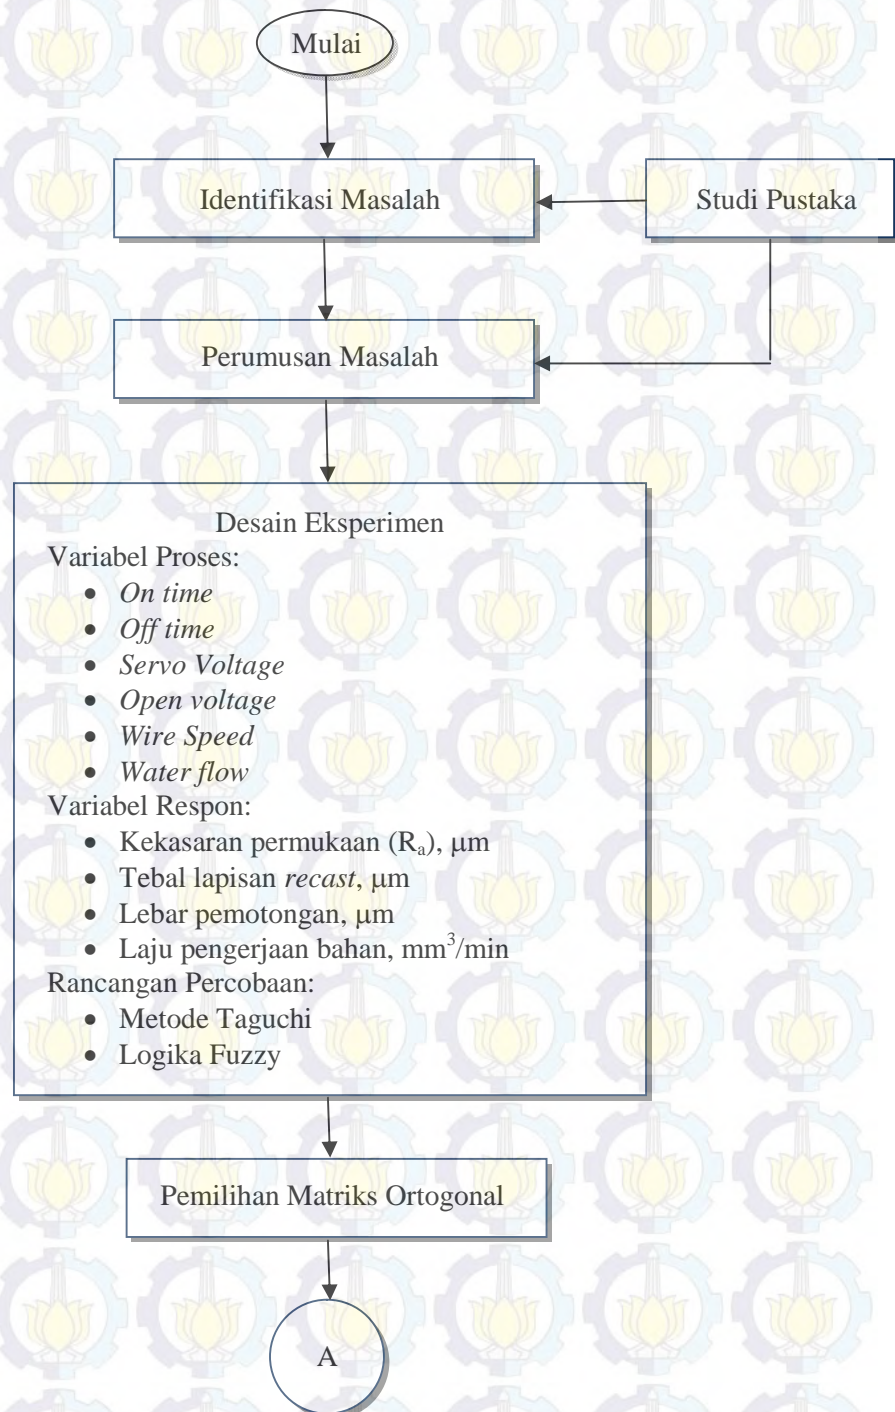 Mulai
Identifikasi Masalah
Studi Pustaka
Perumusan Masalah
Desain Eksperimen
Variabel Proses:
• On time
• Off time
• Servo Voltage
• Open voltage
• Wire Speed
• Water flow
Variabel Respon:
• Kekasaran permukaan (Rₐ), μm
• Tebal lapisan recast, μm
• Lebar pemotongan, μm
• Laju pengerjaan bahan, mm³/min
Rancangan Percobaan:
• Metode Taguchi
• Logika Fuzzy
Pemilihan Matriks Ortogonal
A